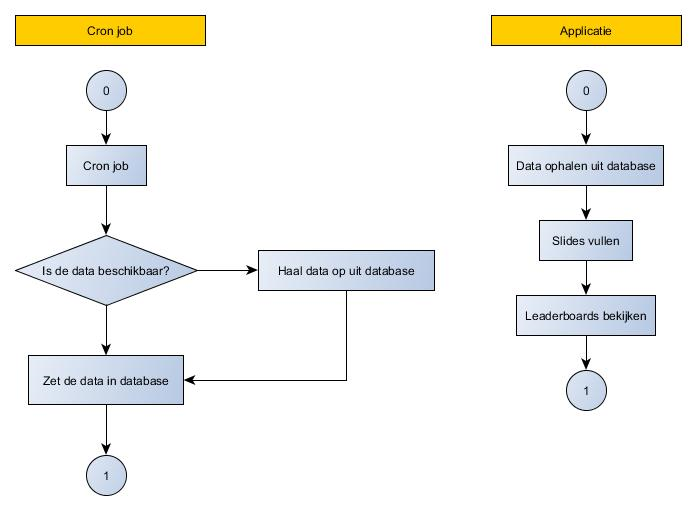 Cron job
0
Cron job
Is de data beschikbaar?
Haal data op uit database
Zet de data in database
1
Applicatie
0
Data ophalen uit database
Slides vullen
Leaderboards bekijken
1